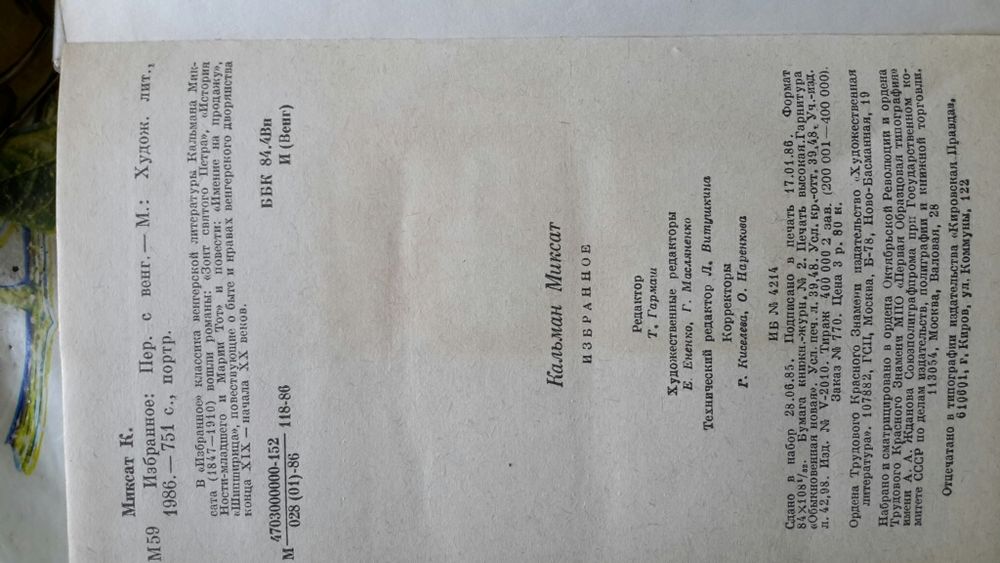 М59
Миксат К.
Избранное: Пер. с венг. — М.: Худож. лит.,
1986. — 751 с., портр.
В «Избранное» классика венгерской литературы Кальмана Мик-
сата (1847—1910) вошли романы: «Зонт святого Петра», «История
Ности-младшего и Марии Тот» и повести: «Имение на продажу»,
«Шипширица», повествующие о быте и нравах венгерского дворянства
конца XIX — начала XX веков.
М 4703000000-152
028 (01)-86 118-86
ББК 84.4Вн
И (Венг)
Кальман Миксат
ИЗБРАННОЕ
Редактор
Т. Гармаш
Художественные редакторы
Е. Ененко, Г. Масляненко
Технический редактор Л. Витушкина
Корректоры
Г. Киселева, О. Наренкова
ИБ № 4214
Сдано в набор 28.06.85. Подписано в печать 17.01.86. Формат
84×108¹/₃₂. Бумага книжн.-журн. № 2. Печать высокая. Гарнитура
«Обыкновенная новая». Усл. печ. л. 39,48. Усл. кр.-отт. 39,48. Уч.-изд.
л. 42,98. Изд. № V-2010. Тираж 400 000 2 зав. (200 001—400 000).
Заказ № 770. Цена 3 р. 80 к.
Ордена Трудового Красного Знамени издательство «Художественная
литература». 107882, ГСП, Москва, Б-78, Ново-Басманная, 19
Набрано и сматрицировано в ордена Октябрьской Революции и ордена
Трудового Красного Знамени МПО «Первая Образцовая типография»
имени А. А. Жданова Союзполиграфпрома при Государственном ко-
митете СССР по делам издательств, полиграфии и книжной торговли.
113054, Москва, Валовая, 28
Отпечатано в типографии издательства «Кировская Правда»,
610601, г. Киров, ул. Коммуны, 122